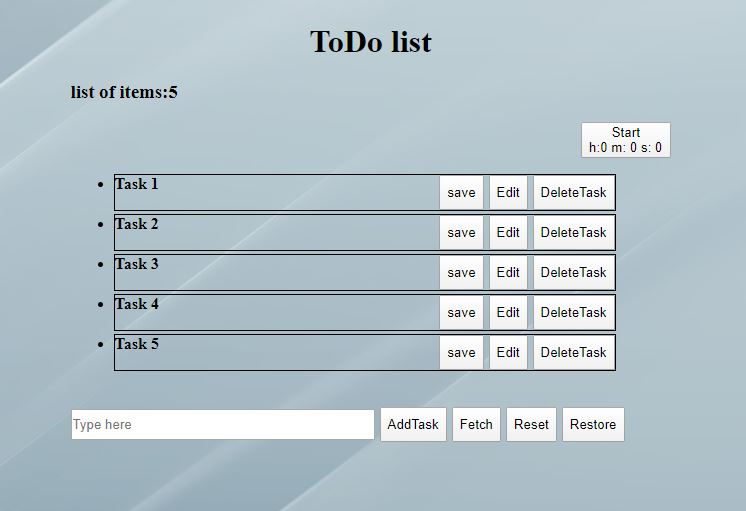 ToDo list
list of items:5
Start
h:0 m: 0 s: 0
Task 1 save Edit DeleteTask
Task 2 save Edit DeleteTask
Task 3 save Edit DeleteTask
Task 4 save Edit DeleteTask
Task 5 save Edit DeleteTask
Type here AddTask Fetch Reset Restore